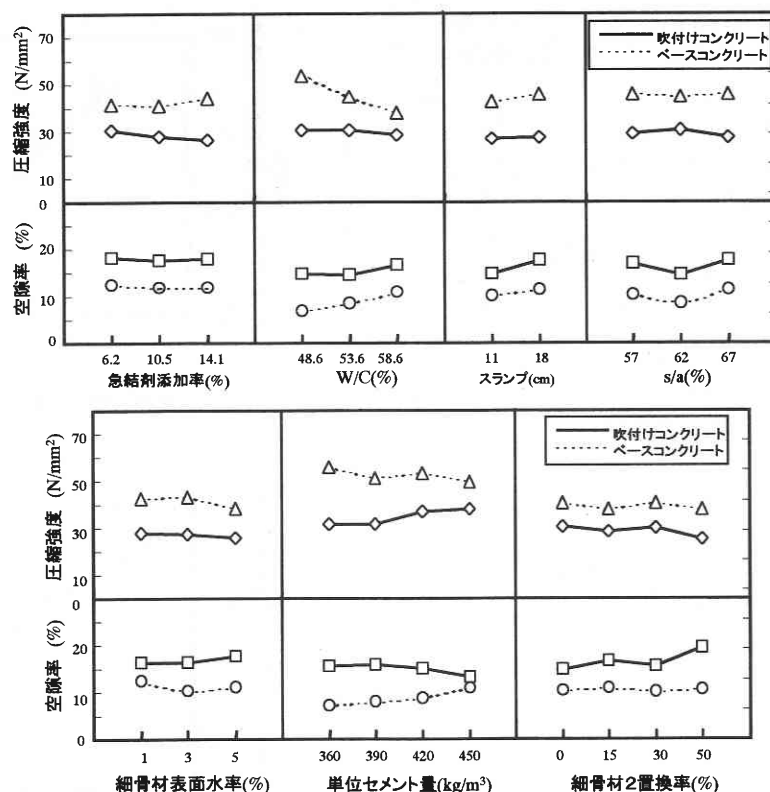 70
50
30
10
0
圧縮強度 (N/mm²)
吹付けコンクリート
ベースコンクリート
20
10
0
空隙率 (%)
6.2 10.5 14.1
急結剤添加率(%)
48.6 53.6 58.6
W/C(%)
11 18
スランプ(cm)
57 62 67
s/a(%)
70
50
30
10
0
圧縮強度 (N/mm²)
吹付けコンクリート
ベースコンクリート
20
10
0
空隙率 (%)
1 3 5
細骨材表面水率(%)
360 390 420 450
単位セメント量(kg/m³)
0 15 30 50
細骨材2置換率(%)